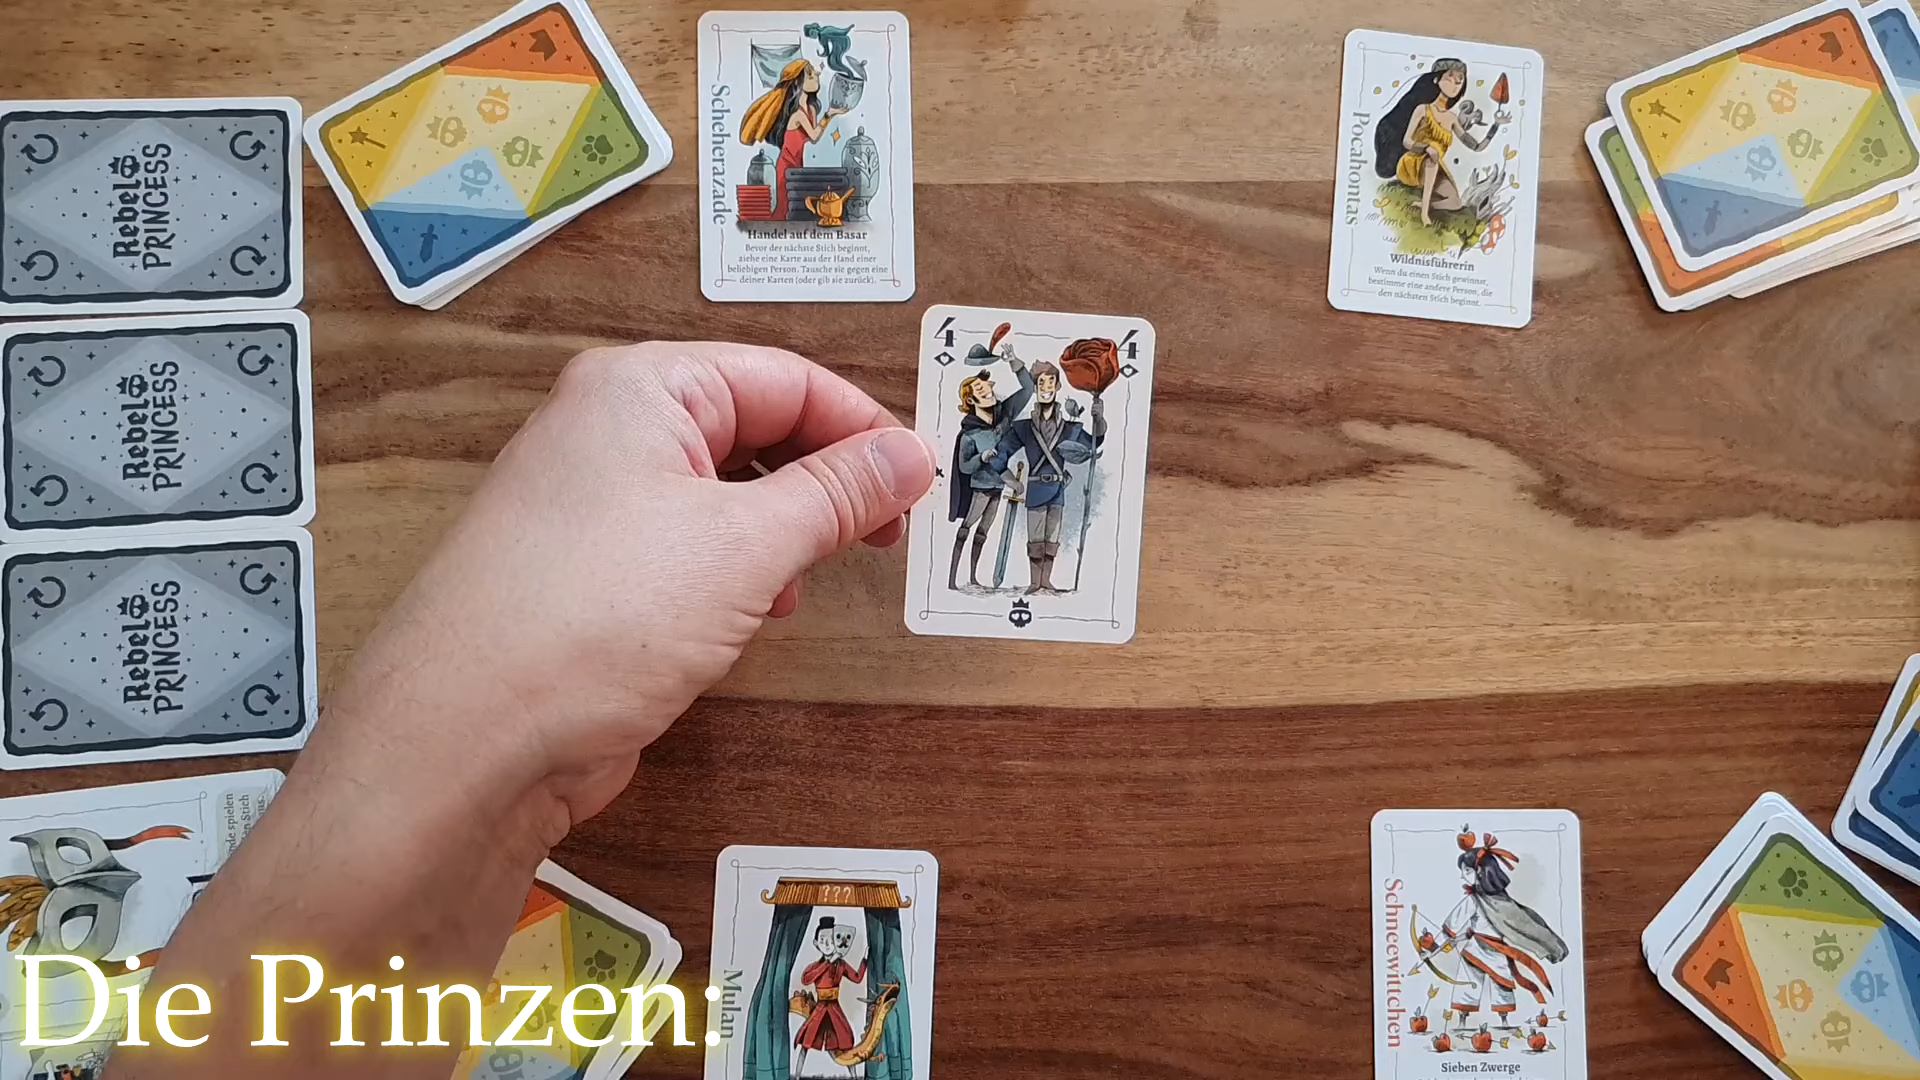 Rebel
PRINCESS
Rebel
PRINCESS
Rebel
PRINCESS
Scheherazade
Handel auf dem Basar
Bevor der nächste Stich beginnt,
ziehe eine Karte aus der Hand einer
beliebigen Person. Tausche sie gegen eine
deiner Karten (oder gib sie zurück).
Pocahontas
Wildnisführerin
Wenn du einen Stich gewinnst,
bestimme eine andere Person, die
den nächsten Stich beginnt.
4
4
???
Mulan
Schneewittchen
Sieben Zwerge
Die Prinzen: